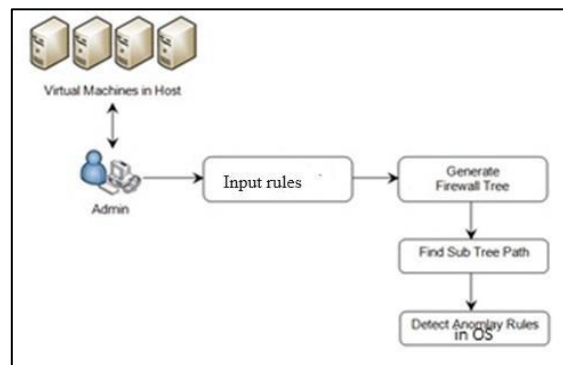 Virtual Machines in Host
Admin
Input rules
Generate
Firewall Tree
Find Sub Tree Path
Detect Anomlay Rules
in OS